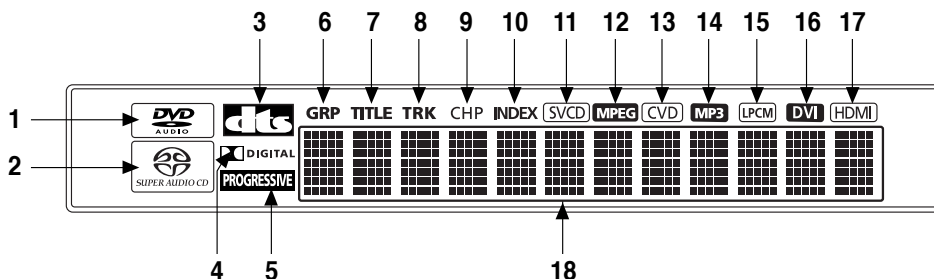 3 6 7 8 9 10 11 12 13 14 15 16 17
1 DVD AUDIO dts GRP TITLE TRK CHP INDEX SVCD MPEG CVD MP3 LPCM DVI HDMI
2 SUPER AUDIO CD DIGITAL
PROGRESSIVE
4 5 18